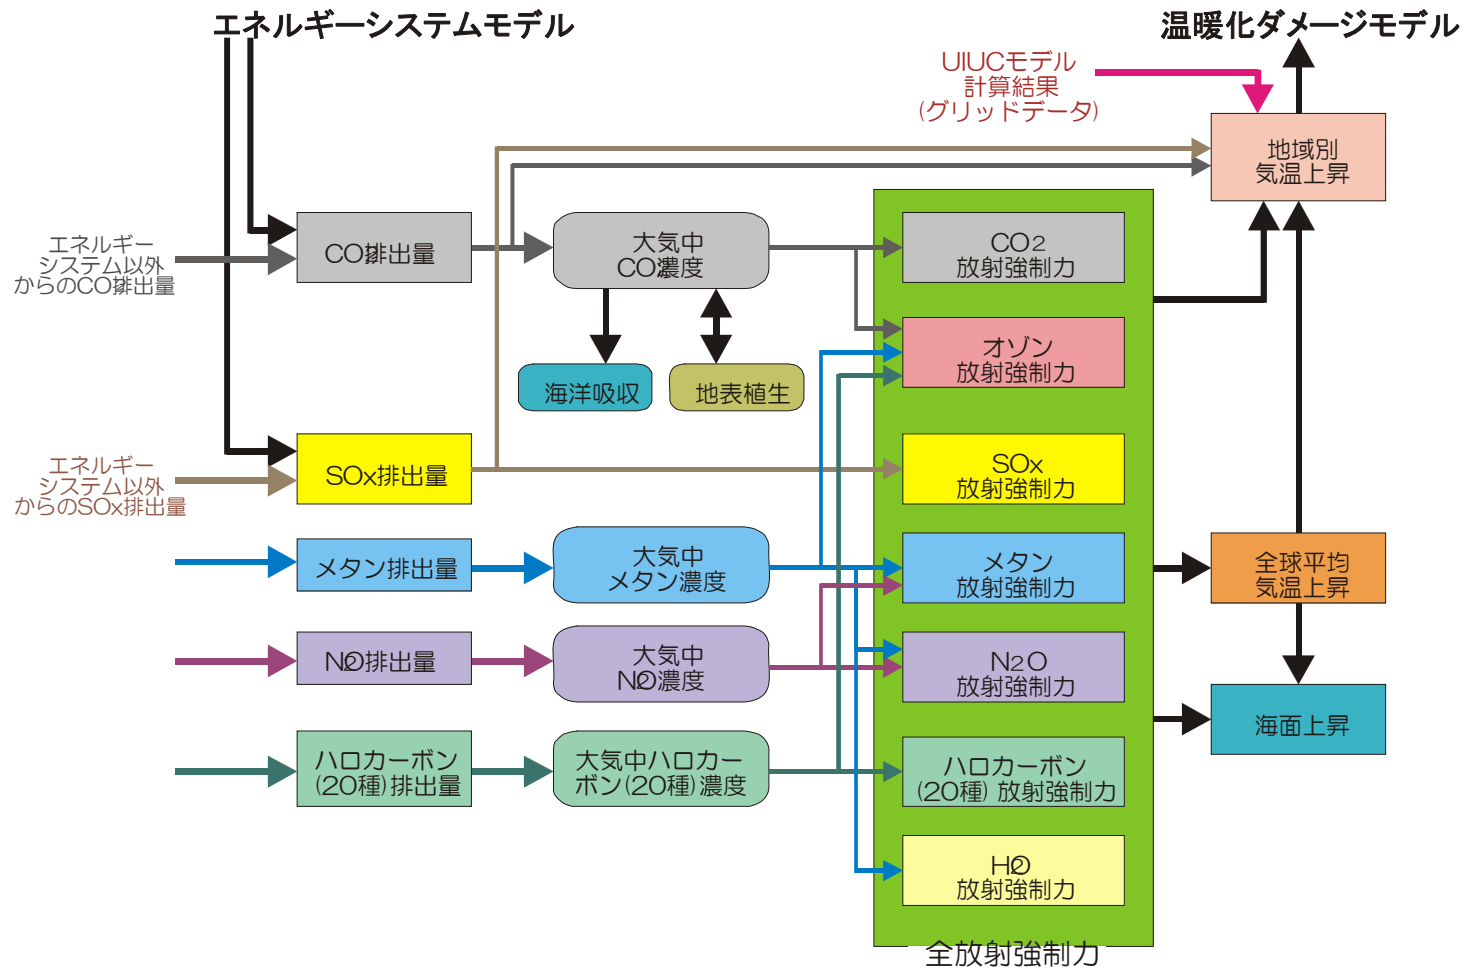 エネルギーシステムモデル
温暖化ダメージモデル
UIUCモデル
計算結果
(グリッドデータ)
地域別
気温上昇
エネルギー
システム以外
からのCO2排出量
CO2排出量
大気中
CO2濃度
CO2
放射強制力
オゾン
放射強制力
海洋吸収
地表植生
エネルギー
システム以外
からのSOx排出量
SOx排出量
SOx
放射強制力
メタン排出量
大気中
メタン濃度
メタン
放射強制力
全球平均
気温上昇
N2O排出量
大気中
N2O濃度
N2O
放射強制力
海面上昇
ハロカーボン
(20種)排出量
大気中ハロカー
ボン(20種)濃度
ハロカーボン
(20種) 放射強制力
H2O
放射強制力
全放射強制力